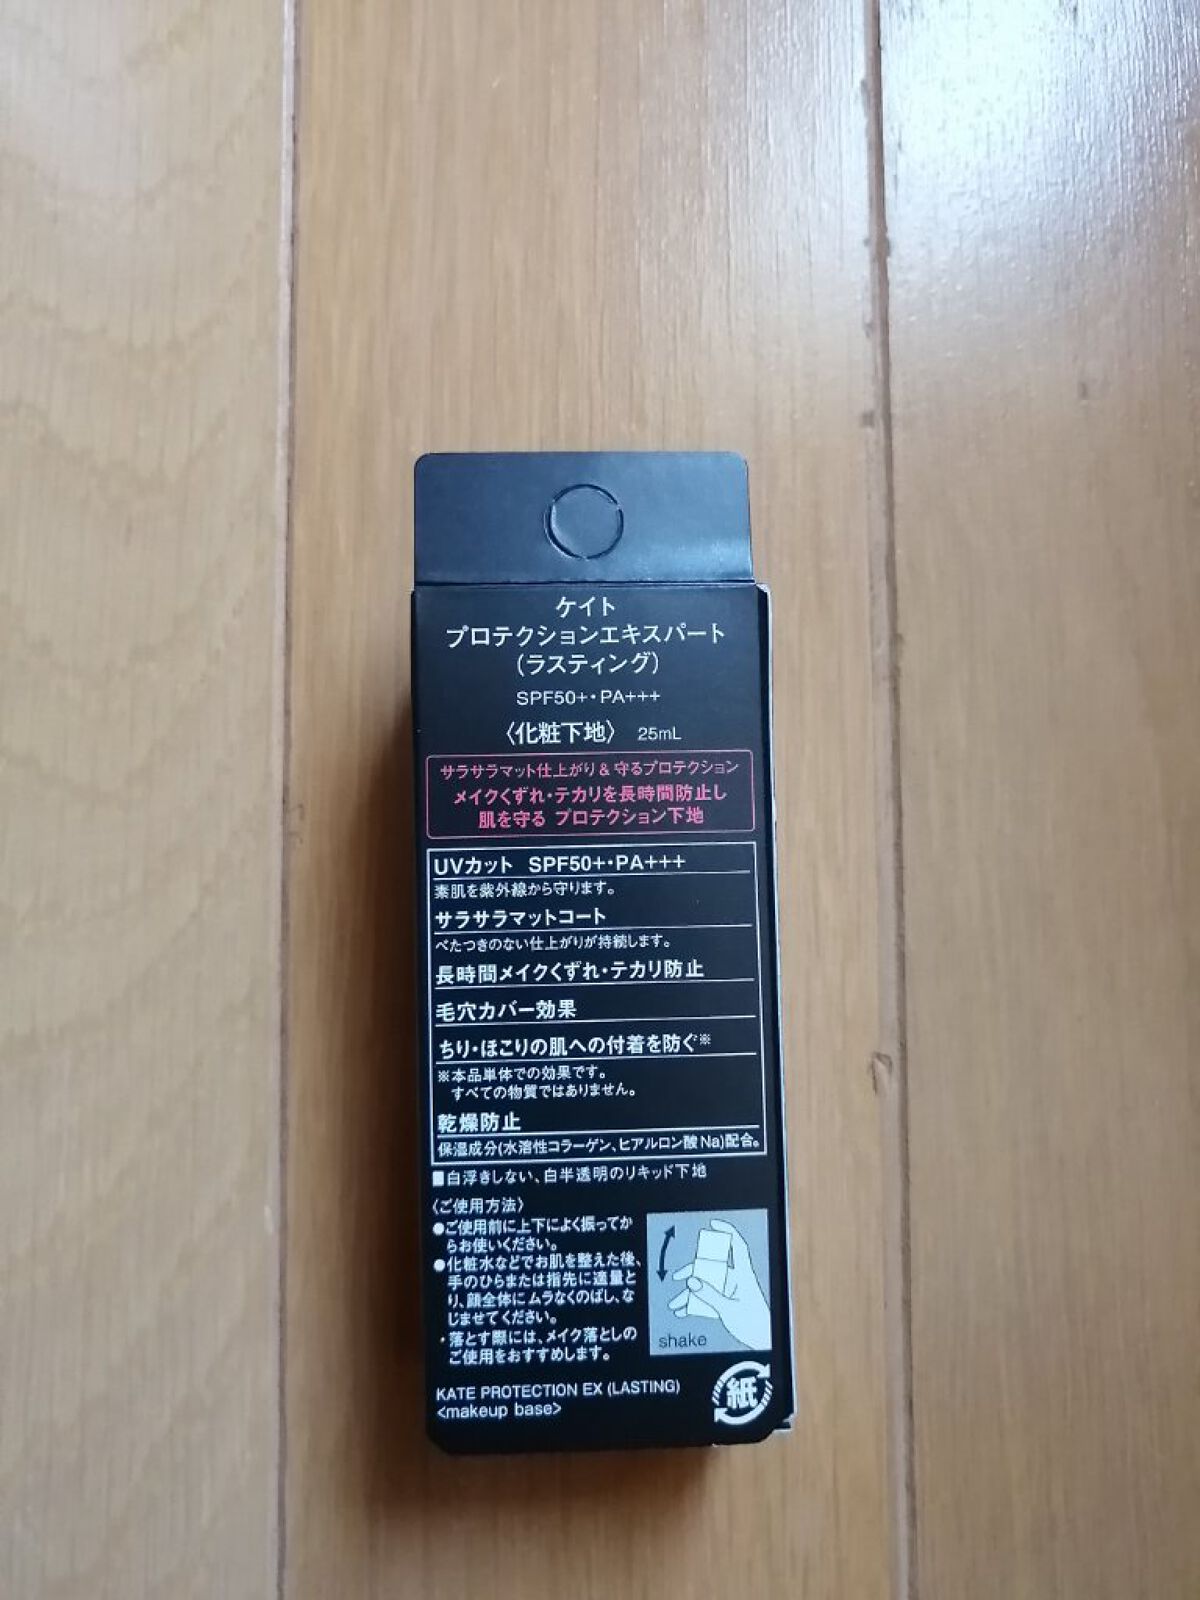 ケイト
プロテクションエキスパート
(ラスティング)
SPF50+・PA+++
〈化粧下地〉 25mL
サラサラマット仕上がり&守るプロテクション
メイクくずれ・テカリを長時間防止し
肌を守る プロテクション下地
UVカット SPF50+・PA+++
素肌を紫外線から守ります。
サラサラマットコート
べたつきのない仕上がりが持続します。
長時間メイクくずれ・テカリ防止
毛穴カバー効果
ちり・ほこりの肌への付着を防ぐ※
※本品単体での効果です。
すべての物質ではありません。
乾燥防止
保湿成分(水溶性コラーゲン、ヒアルロン酸Na)配合。
■白浮きしない、白半透明のリキッド下地
〈ご使用方法〉
●ご使用前に上下によく振ってか
らお使いください。
●化粧水などでお肌を整えた後、
手のひらまたは指先に適量と
り、顔全体にムラなくのばし、な
じませてください。
・落とす際には、メイク落としの
ご使用をおすすめします。
shake
KATE PROTECTION EX (LASTING)
<makeup base>
紙